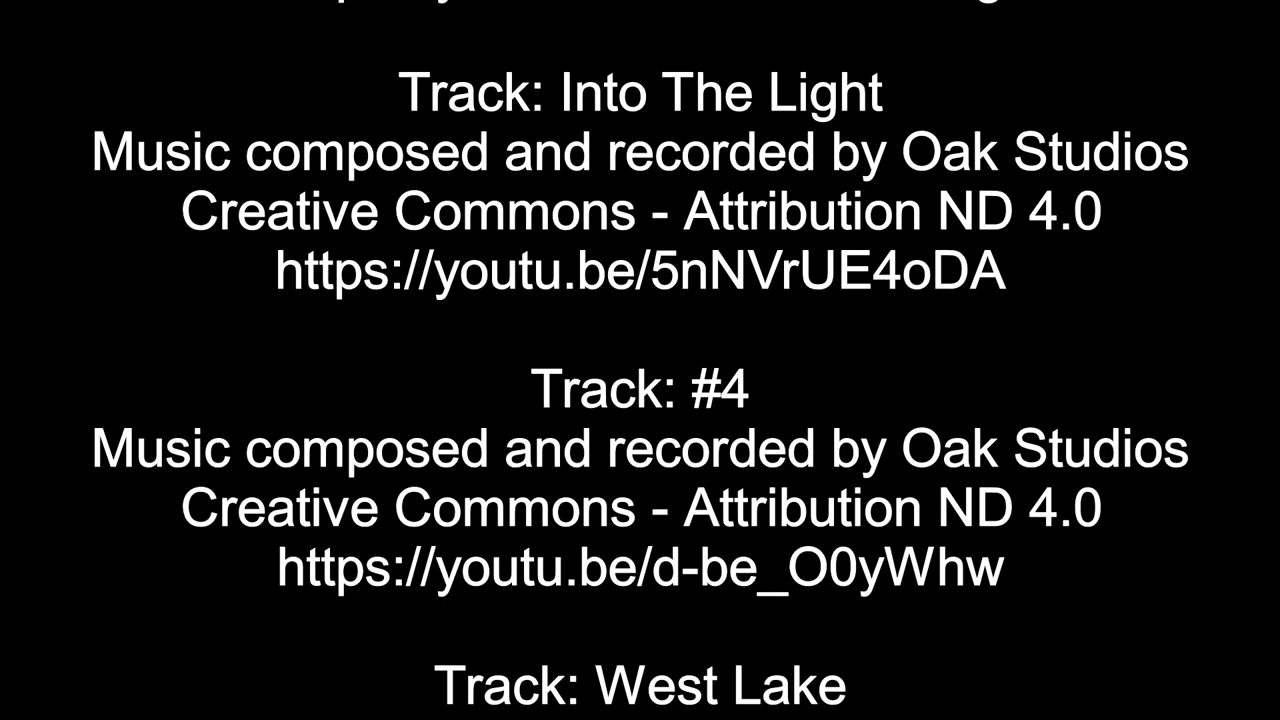 Track: Into The Light
Music composed and recorded by Oak Studios
Creative Commons - Attribution ND 4.0
https://youtu.be/5nNVrUE4oDA
Track: #4
Music composed and recorded by Oak Studios
Creative Commons - Attribution ND 4.0
https://youtu.be/d-be_O0yWhw
Track: West Lake